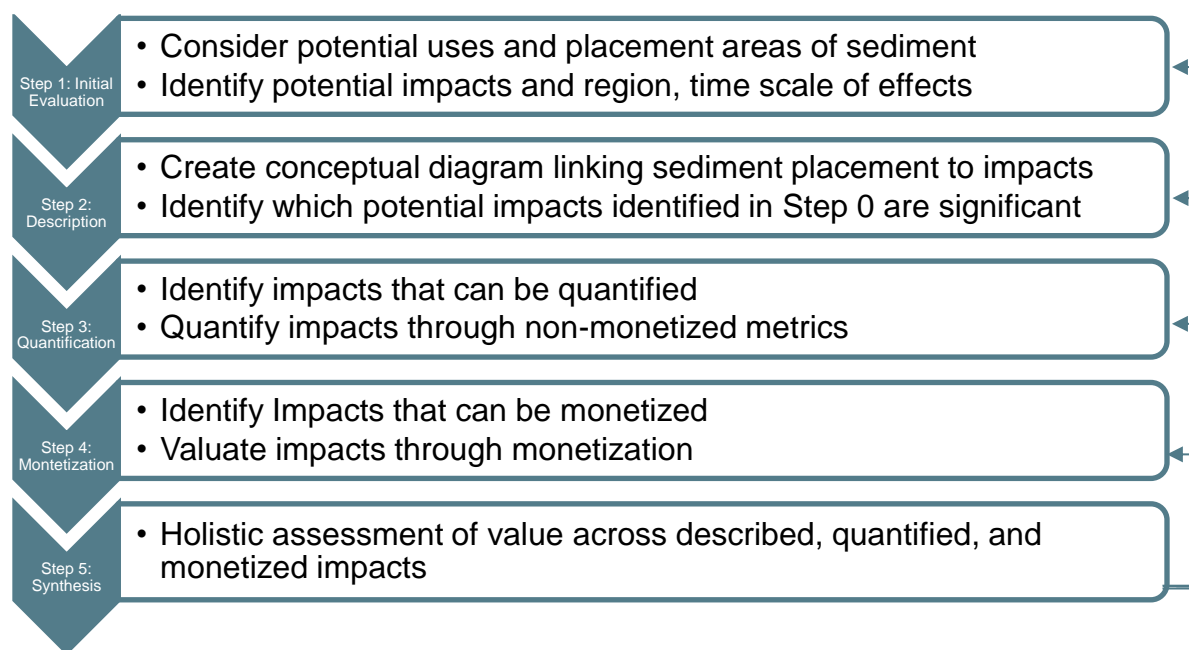 Step 1: Initial
Evaluation
• Consider potential uses and placement areas of sediment
• Identify potential impacts and region, time scale of effects
Step 2:
Description
• Create conceptual diagram linking sediment placement to impacts
• Identify which potential impacts identified in Step 0 are significant
Step 3:
Quantification
• Identify impacts that can be quantified
• Quantify impacts through non-monetized metrics
Step 4:
Montetization
• Identify Impacts that can be monetized
• Valuate impacts through monetization
Step 5:
Synthesis
• Holistic assessment of value across described, quantified, and
monetized impacts